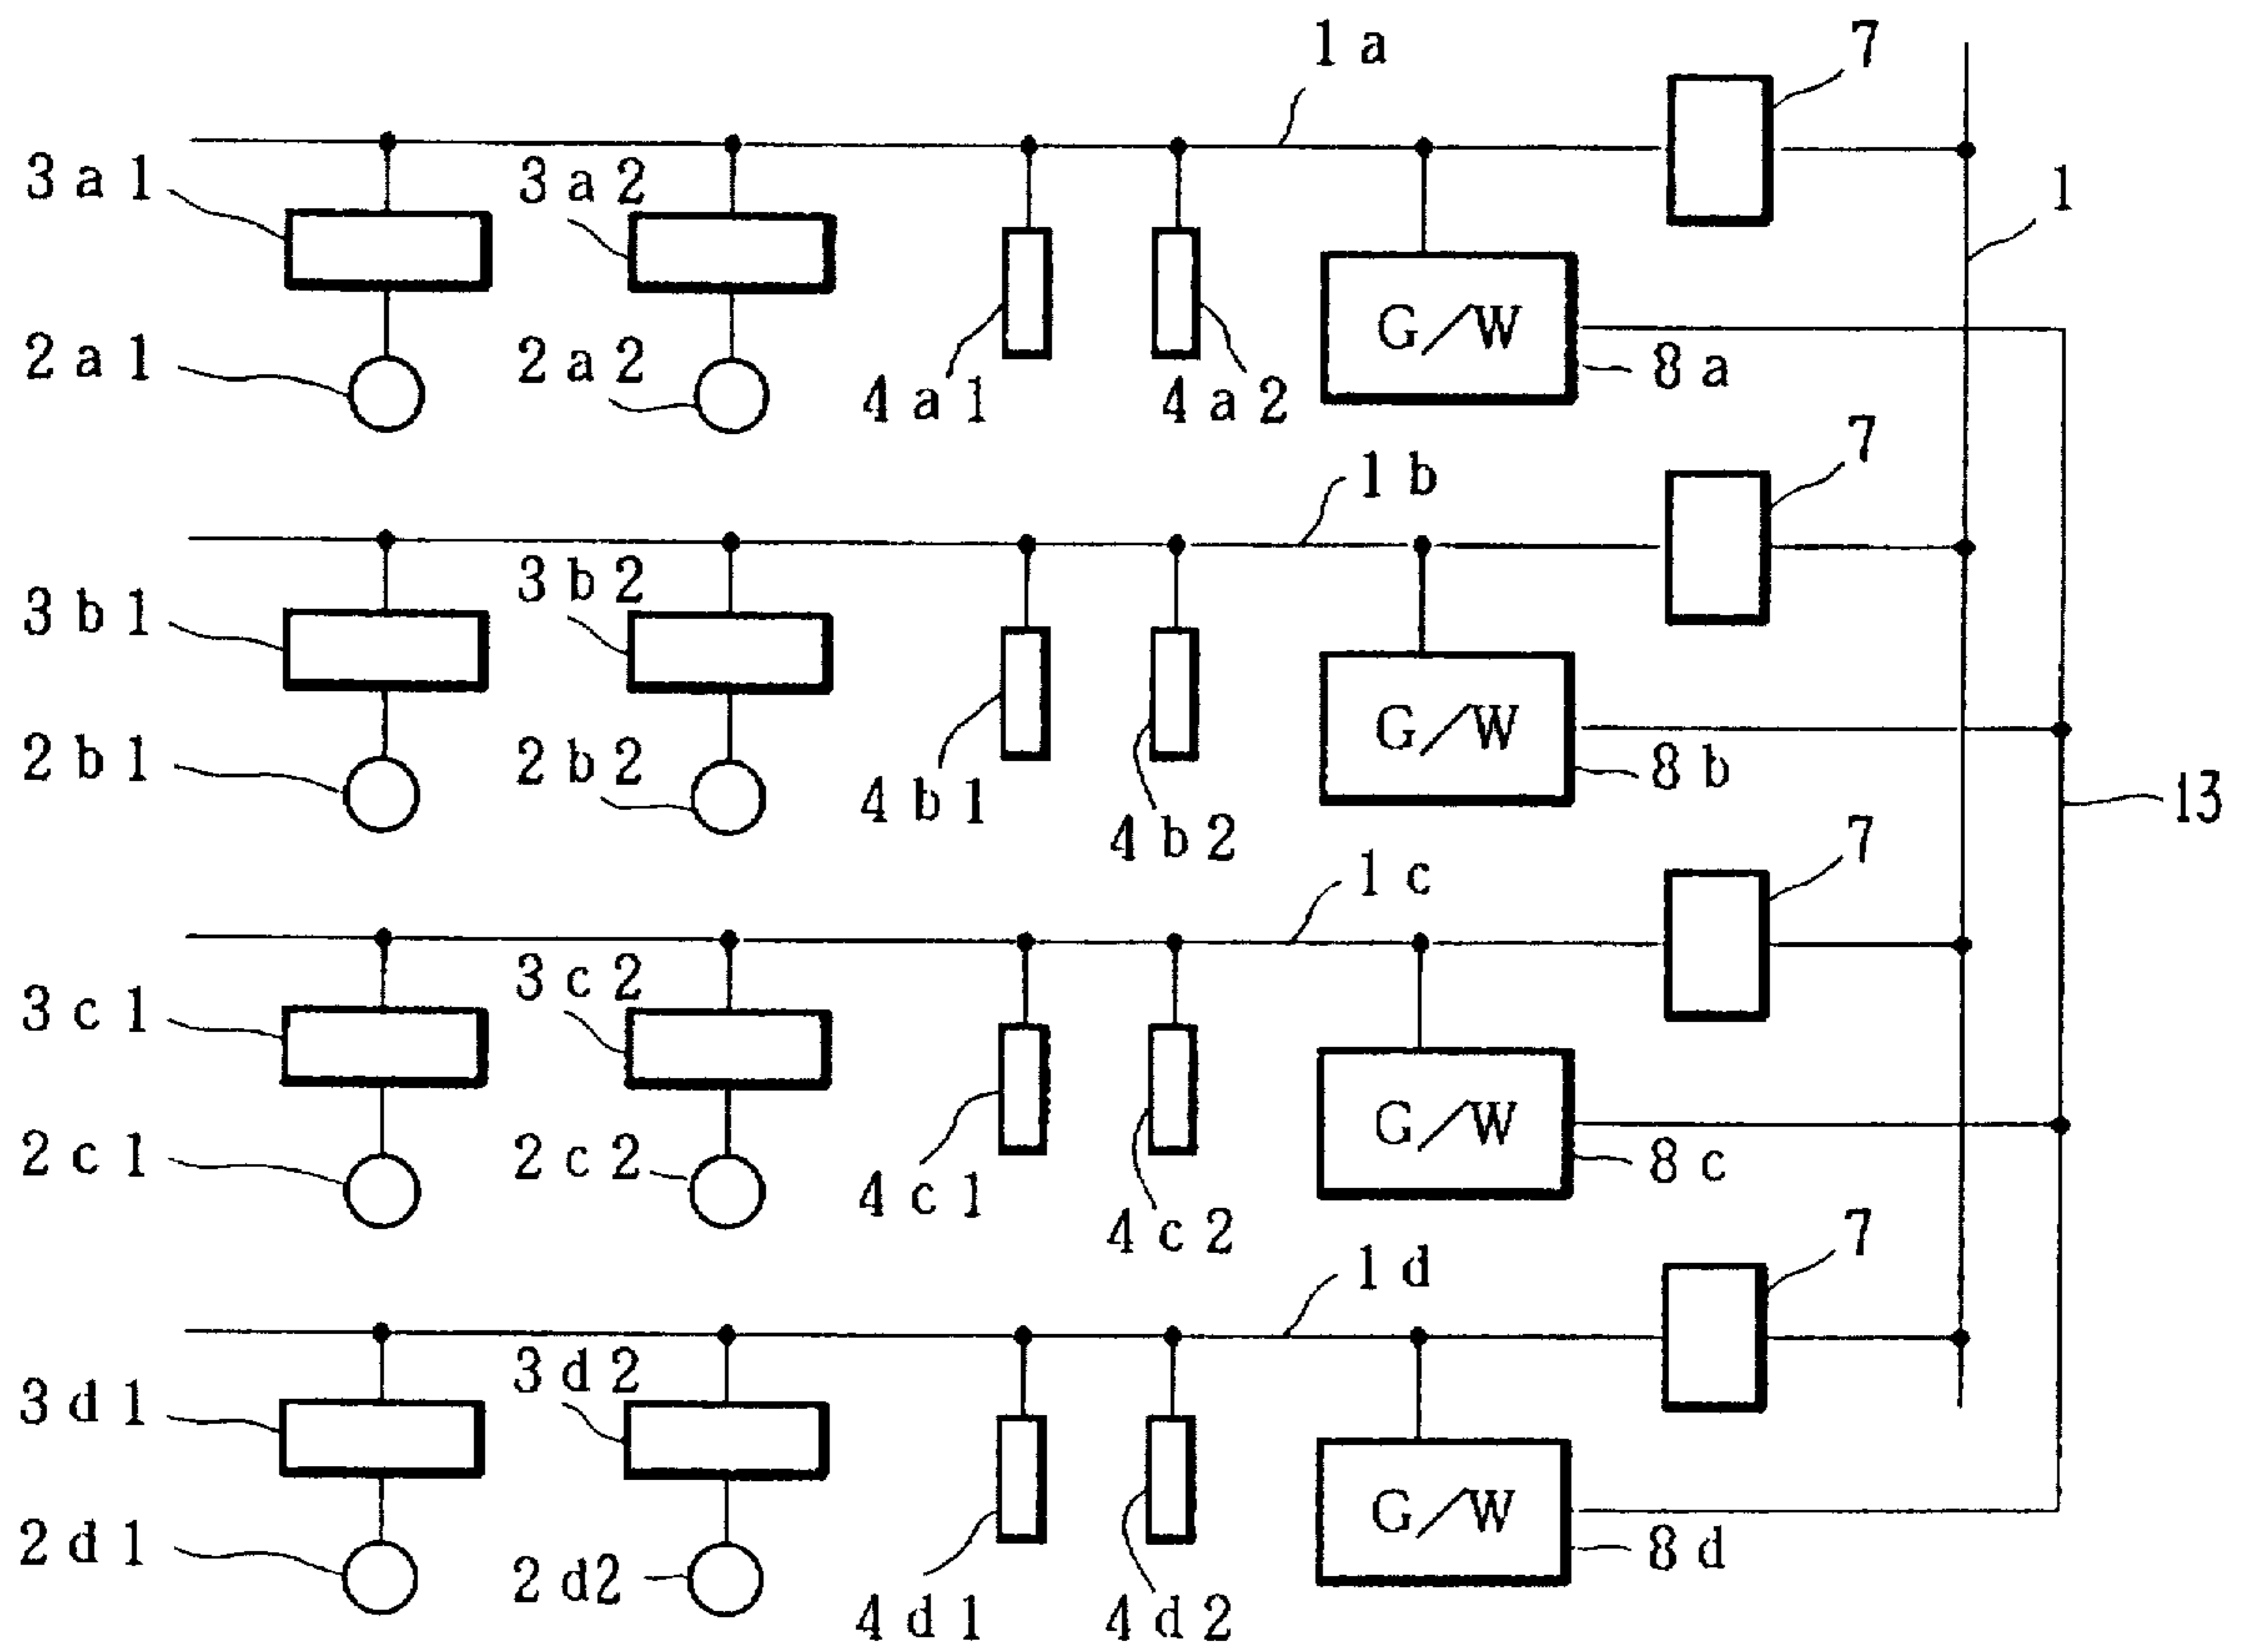 1a 7
3a1 3a2 1
2a1 2a2 4a1 4a2 G/W 8a
1b 7
3b1 3b2
2b1 2b2 4b1 4b2 G/W 8b 13
1c 7
3c1 3c2
2c1 2c2 4c1 4c2 G/W 8c
1d 7
3d1 3d2
2d1 2d2 4d1 4d2 G/W 8d